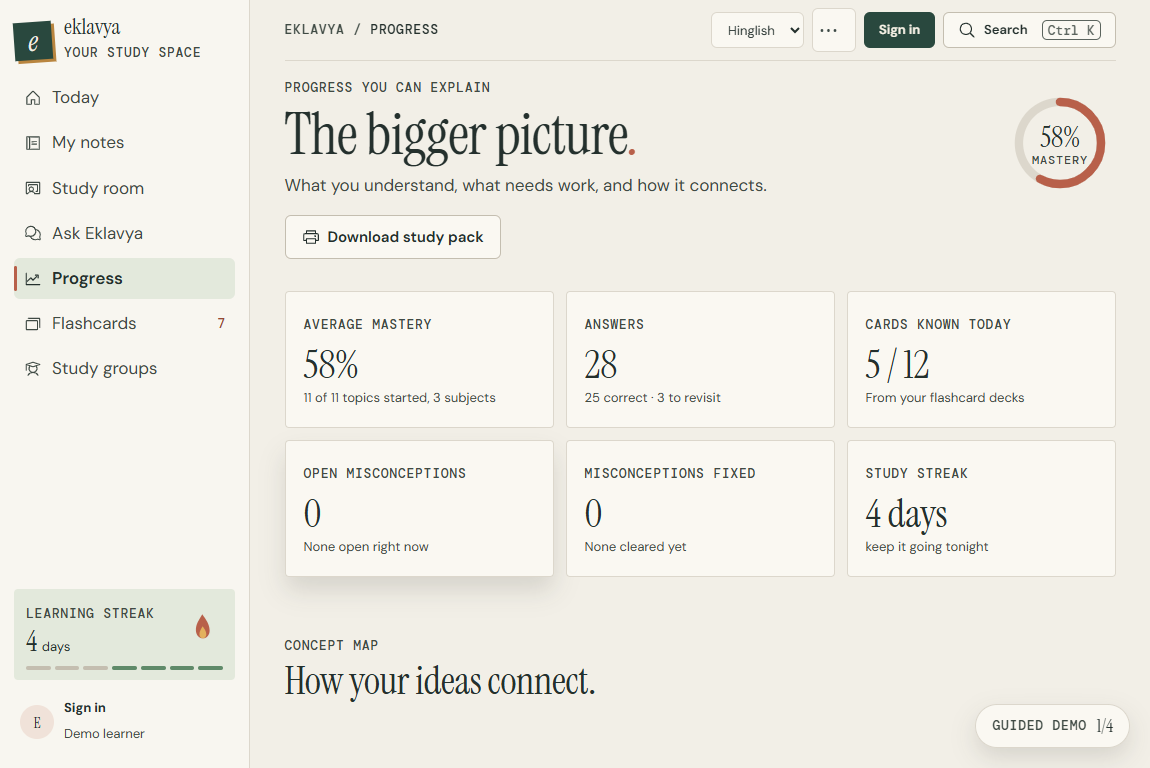 e
eklavya
YOUR STUDY SPACE
Today
My notes
Study room
Ask Eklavya
Progress
Flashcards 7
Study groups
LEARNING STREAK
4 days
E
Sign in
Demo learner
EKLAVYA / PROGRESS
Hinglish
...
Sign in
Search Ctrl K
PROGRESS YOU CAN EXPLAIN
The bigger picture.
What you understand, what needs work, and how it connects.
58%
MASTERY
Download study pack
AVERAGE MASTERY
58%
11 of 11 topics started, 3 subjects
ANSWERS
28
25 correct · 3 to revisit
CARDS KNOWN TODAY
5 / 12
From your flashcard decks
OPEN MISCONCEPTIONS
0
None open right now
MISCONCEPTIONS FIXED
0
None cleared yet
STUDY STREAK
4 days
keep it going tonight
CONCEPT MAP
How your ideas connect.
GUIDED DEMO 1/4